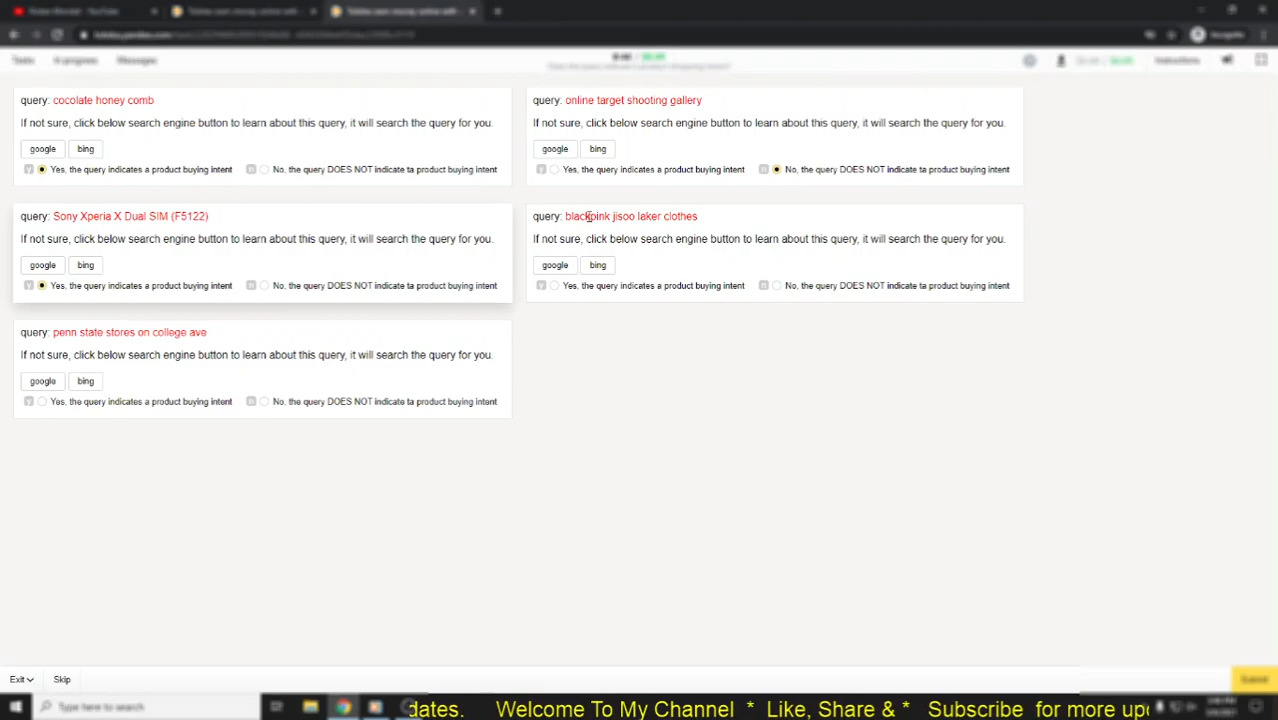 Tasks
In progress
Messages
Instructions
query: cocolate honey comb
If not sure, click below search engine button to learn about this query, it will search the query for you.
google
bing
y Yes, the query indicates a product buying intent
n No, the query DOES NOT indicate ta product buying intent
query: online target shooting gallery
If not sure, click below search engine button to learn about this query, it will search the query for you.
google
bing
y Yes, the query indicates a product buying intent
n No, the query DOES NOT indicate ta product buying intent
query: Sony Xperia X Dual SIM (F5122)
If not sure, click below search engine button to learn about this query, it will search the query for you.
google
bing
y Yes, the query indicates a product buying intent
n No, the query DOES NOT indicate ta product buying intent
query: blackpink jisoo laker clothes
If not sure, click below search engine button to learn about this query, it will search the query for you.
google
bing
y Yes, the query indicates a product buying intent
n No, the query DOES NOT indicate ta product buying intent
query: penn state stores on college ave
If not sure, click below search engine button to learn about this query, it will search the query for you.
google
bing
y Yes, the query indicates a product buying intent
n No, the query DOES NOT indicate ta product buying intent
Exit
Skip
Submit
Type here to search
dates. Welcome To My Channel * Like, Share & * Subscribe for more up